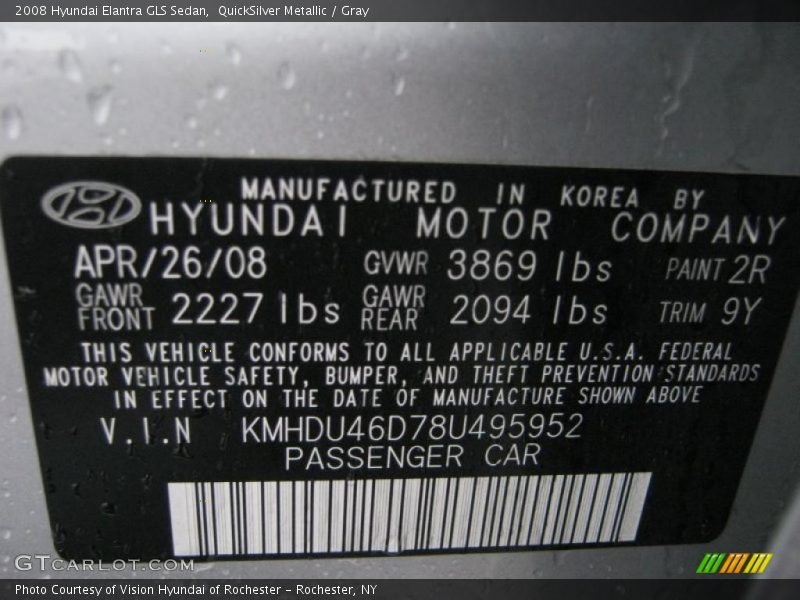 2008 Hyundai Elantra GLS Sedan,  QuickSilver Metallic / Gray
MANUFACTURED IN KOREA BY
HYUNDAI MOTOR COMPANY
APR/26/08 GVWR 3869 lbs PAINT 2R
GAWR FRONT 2227 lbs GAWR REAR 2094 lbs TRIM 9Y
THIS VEHICLE CONFORMS TO ALL APPLICABLE U.S.A. FEDERAL
MOTOR VEHICLE SAFETY, BUMPER, AND THEFT PREVENTION STANDARDS
IN EFFECT ON THE DATE OF MANUFACTURE SHOWN ABOVE
V.I.N KMHDU46D78U495952
PASSENGER CAR
GTCARLOT.COM
Photo Courtesy of Vision Hyundai of Rochester – Rochester, NY